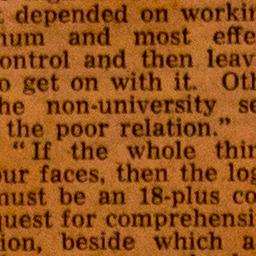 depended on workin
num and most effe
ontrol and then leav
o get on with it. Oth
he non-university se
the poor relation."
"If the whole thin
our faces, then the log
must be an 18-plus co
quest for comprehensi
ion, beside which a